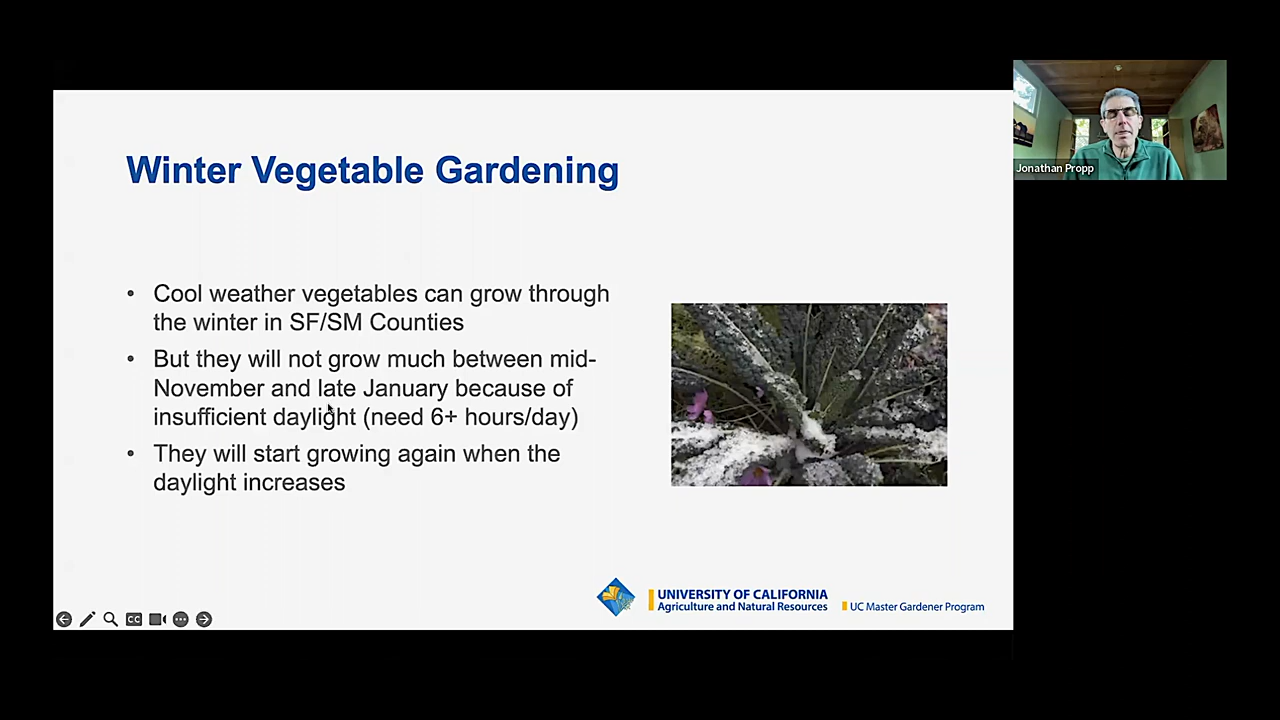 Winter Vegetable Gardening
• Cool weather vegetables can grow through
the winter in SF/SM Counties
• But they will not grow much between mid-
November and late January because of
insufficient daylight (need 6+ hours/day)
• They will start growing again when the
daylight increases
Jonathan Propp
UNIVERSITY OF CALIFORNIA
Agriculture and Natural Resources
UC Master Gardener Program
CC